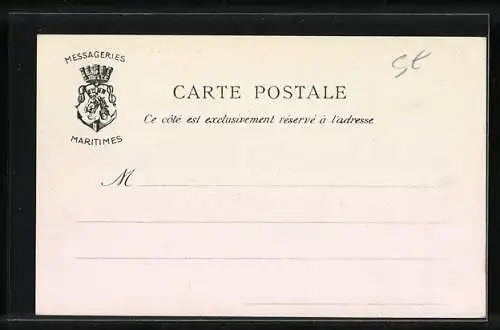 MESSAGERIES
MARITIMES
CARTE POSTALE
Ce côté est exclusivement réservé à l'adresse
M